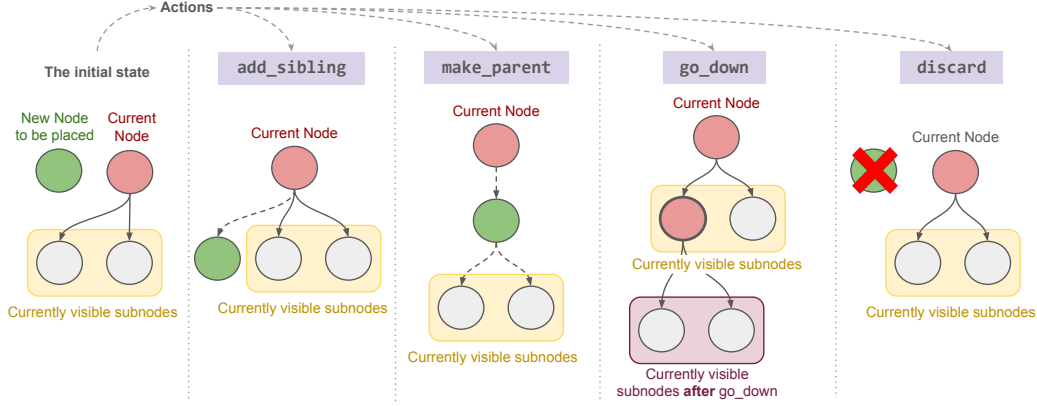 Actions
The initial state
add_sibling
make_parent
go_down
discard
New Node
to be placed
Current
Node
Currently visible subnodes
Current Node
Currently visible subnodes
Current Node
Currently visible subnodes
Current Node
Currently visible subnodes
Currently visible
subnodes after go_down
Current Node
Currently visible subnodes